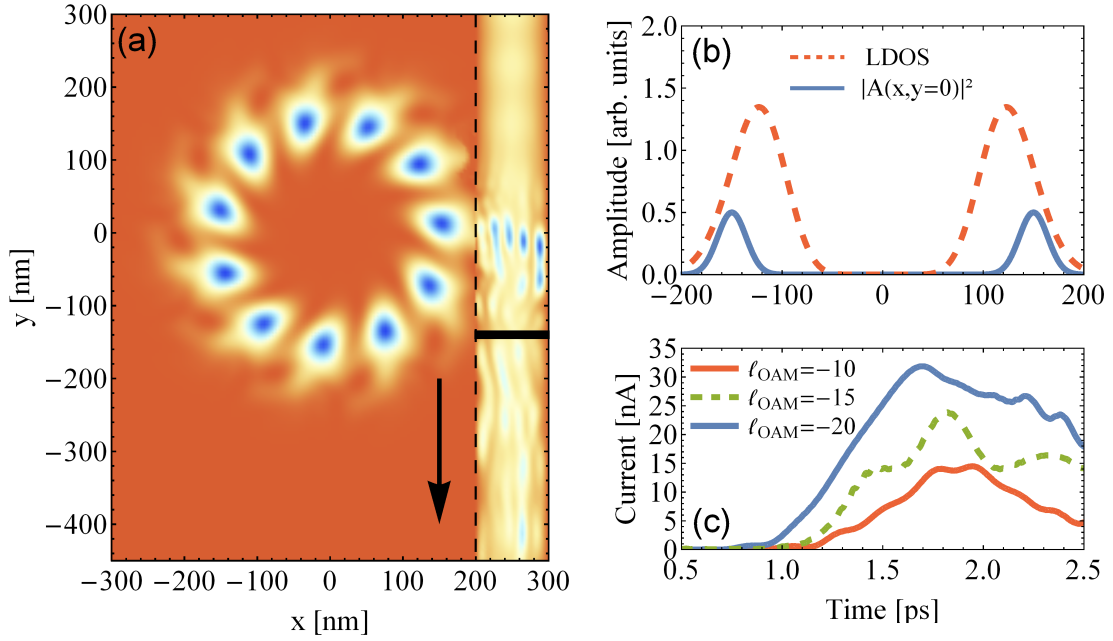 (a)
300
200
100
0
−100
−200
−300
−400
y [nm]
−300 −200 −100 0 100 200 300
x [nm]
(b)
2.0
1.5
1.0
0.5
0.0
Amplitude [arb. units]
LDOS
|A(x,y=0)|²
−200 −100 0 100 200
35
30
25
20
15
10
5
0
Current [nA]
ℓOAM=−10
ℓOAM=−15
ℓOAM=−20
(c)
0.5 1.0 1.5 2.0 2.5
Time [ps]